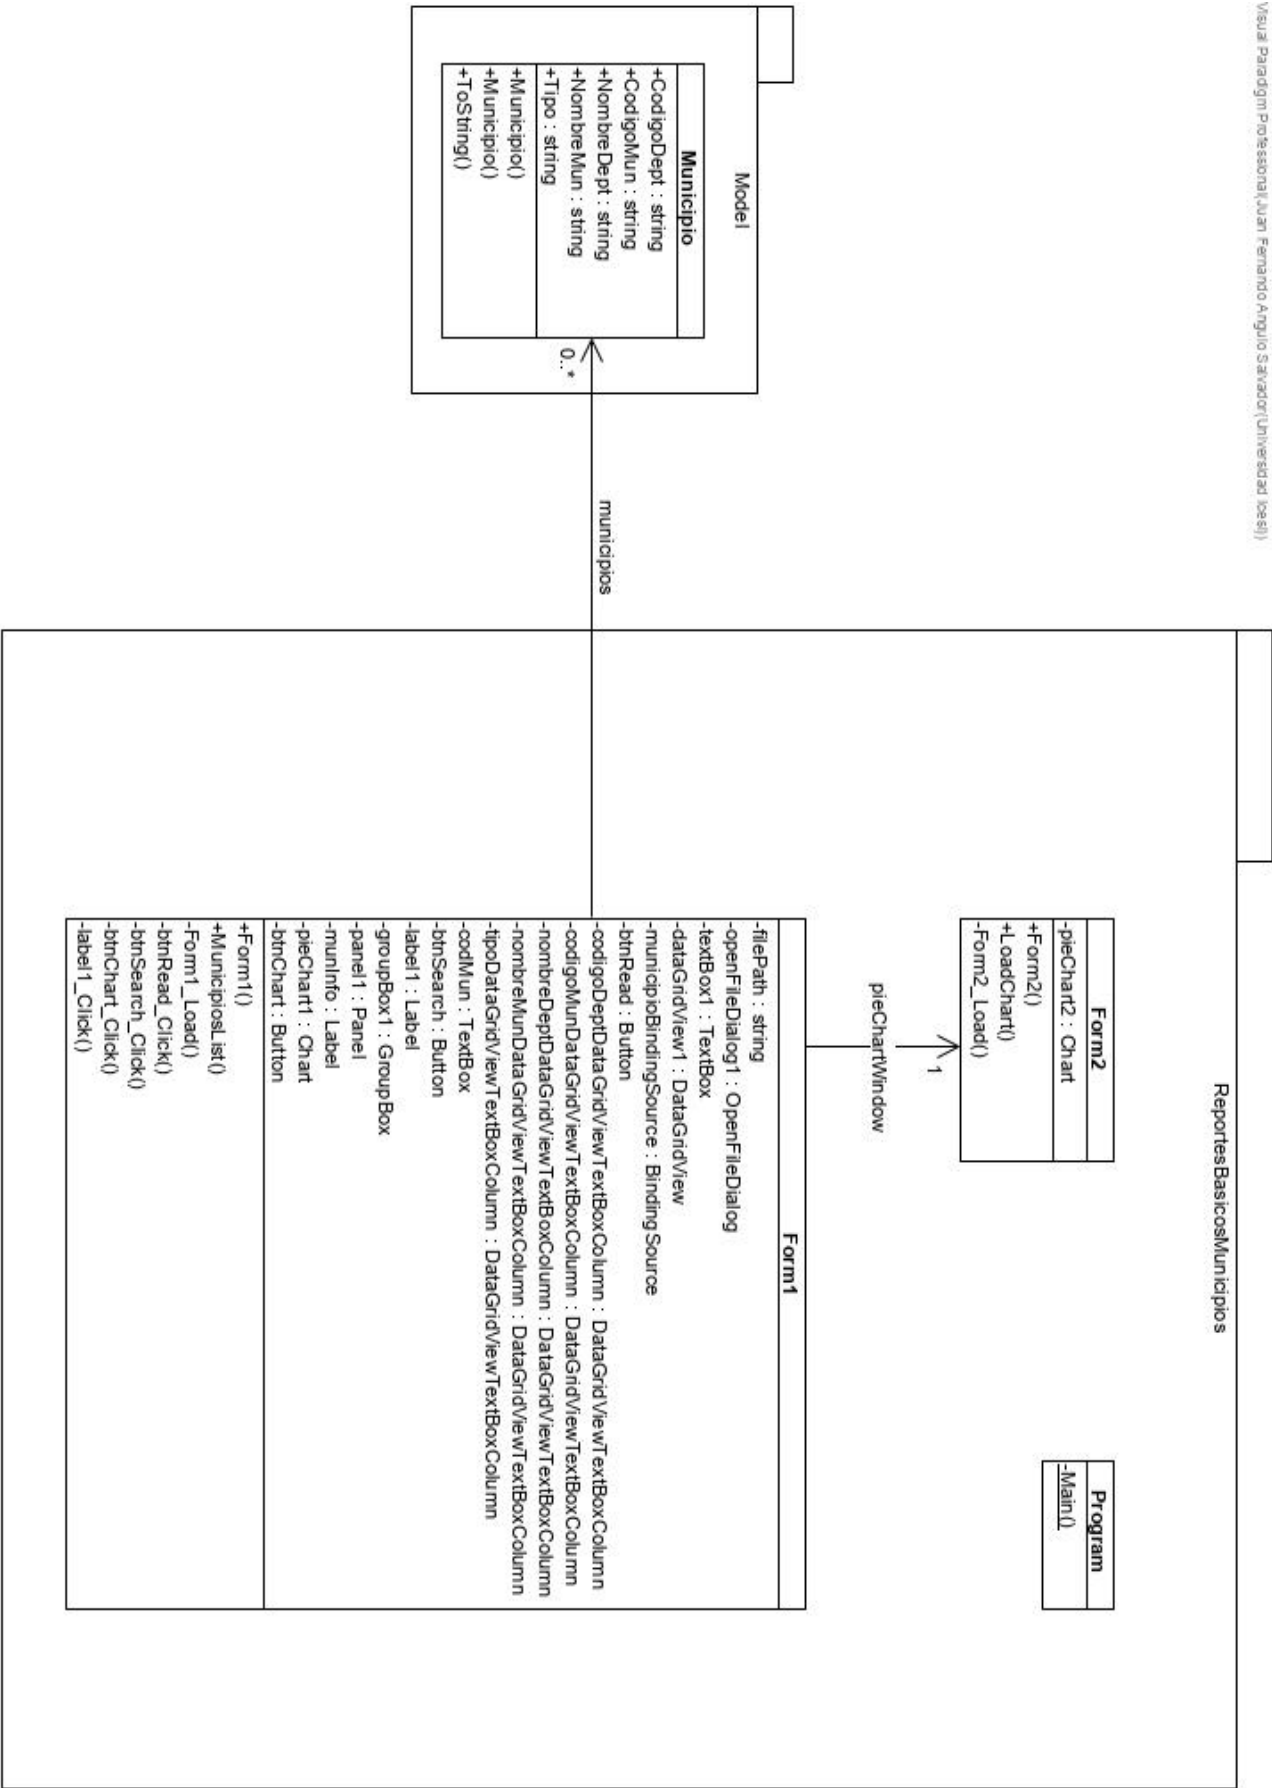 Visual Paradigm Professional(Juan Fernando Angulo Salvador(Universidad Icesi))
Model
Municipio
+CodigoDept : string
+CodigoMun : string
+NombreDept : string
+NombreMun : string
+Tipo : string
+Municipio()
+Municipio()
+ToString()
0..*
municipios
ReportesBasicosMunicipios
Form2
-pieChart2 : Chart
+Form2()
+LoadChart()
-Form2_Load()
Program
-Main()
1
pieChartWindow
Form1
-filePath : string
-openFileDialog1 : OpenFileDialog
-textBox1 : TextBox
-dataGridView1 : DataGridView
-municipioBindingSource : BindingSource
-btnRead : Button
-codigoDeptDataGridViewTextBoxColumn : DataGridViewTextBoxColumn
-codigoMunDataGridViewTextBoxColumn : DataGridViewTextBoxColumn
-nombreDeptDataGridViewTextBoxColumn : DataGridViewTextBoxColumn
-nombreMunDataGridViewTextBoxColumn : DataGridViewTextBoxColumn
-tipoDataGridViewTextBoxColumn : DataGridViewTextBoxColumn
-codMun : TextBox
-btnSearch : Button
-label1 : Label
-groupBox1 : GroupBox
-panel1 : Panel
-munInfo : Label
-pieChart1 : Chart
-btnChart : Button
+Form1()
+MunicipiosList()
-Form1_Load()
-btnRead_Click()
-btnSearch_Click()
-btnChart_Click()
-label1_Click()